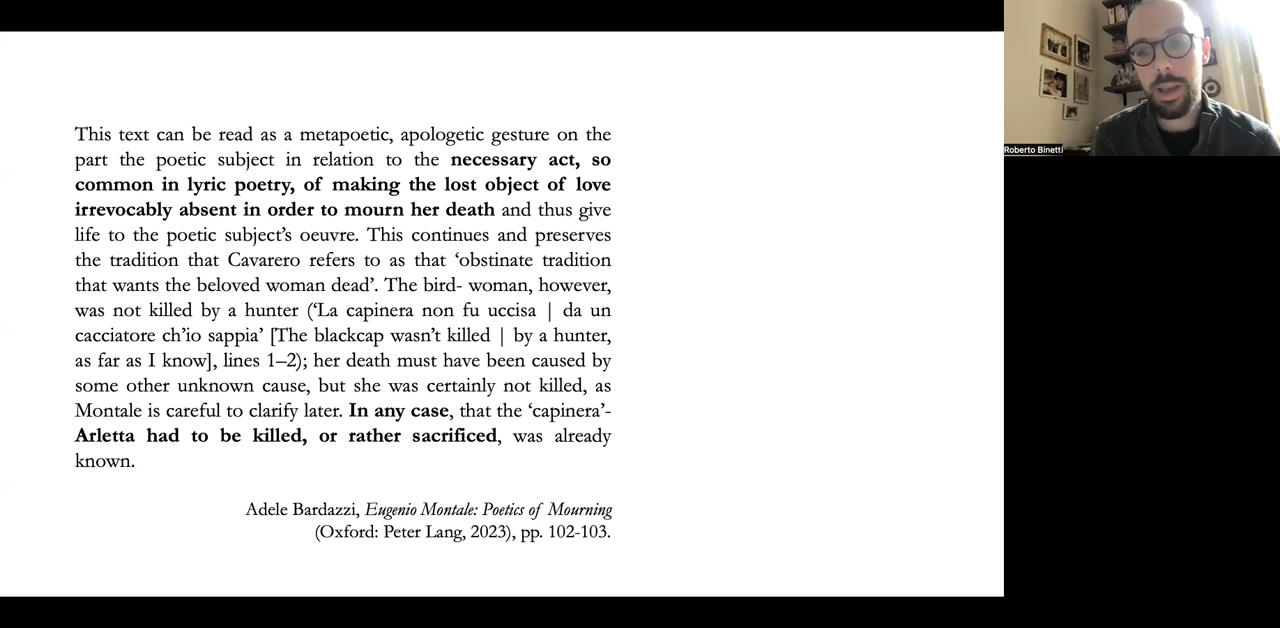 This text can be read as a metapoetic, apologetic gesture on the
part the poetic subject in relation to the necessary act, so
common in lyric poetry, of making the lost object of love
irrevocably absent in order to mourn her death and thus give
life to the poetic subject’s oeuvre. This continues and preserves
the tradition that Cavarero refers to as that ‘obstinate tradition
that wants the beloved woman dead’. The bird- woman, however,
was not killed by a hunter (‘La capinera non fu uccisa | da un
cacciatore ch’io sappia’ [The blackcap wasn’t killed | by a hunter,
as far as I know], lines 1–2); her death must have been caused by
some other unknown cause, but she was certainly not killed, as
Montale is careful to clarify later. In any case, that the ‘capinera’-
Arletta had to be killed, or rather sacrificed, was already
known.
Adele Bardazzi, Eugenio Montale: Poetics of Mourning
(Oxford: Peter Lang, 2023), pp. 102-103.
Roberto Binetti